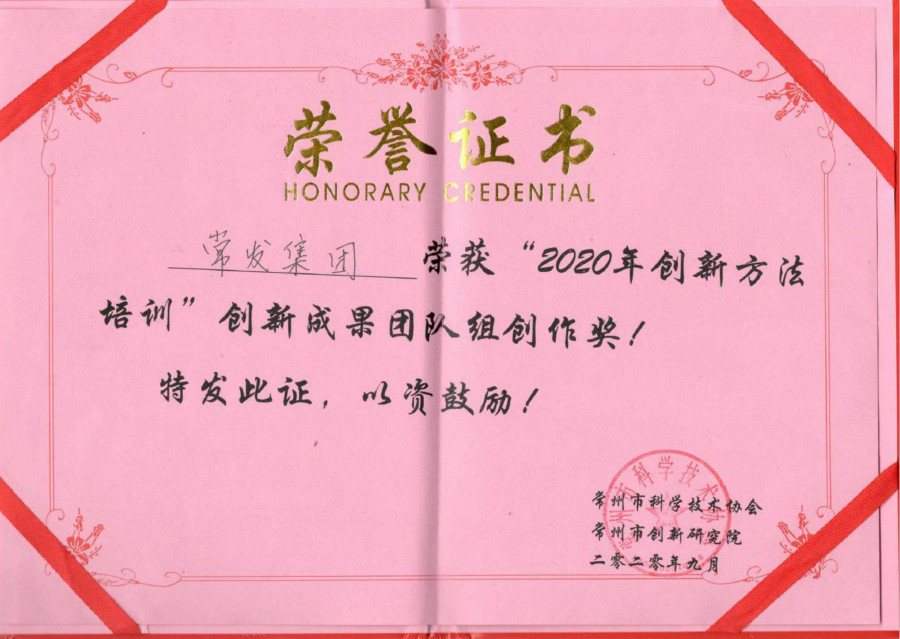 荣誉证书
HONORARY CREDENTIAL
常发集团 荣获“2020年创新方法
培训”创新成果团队组创作奖！
特发此证，以资鼓励！
常州市科学技术协会
常州市创新研究院
二零二零年九月